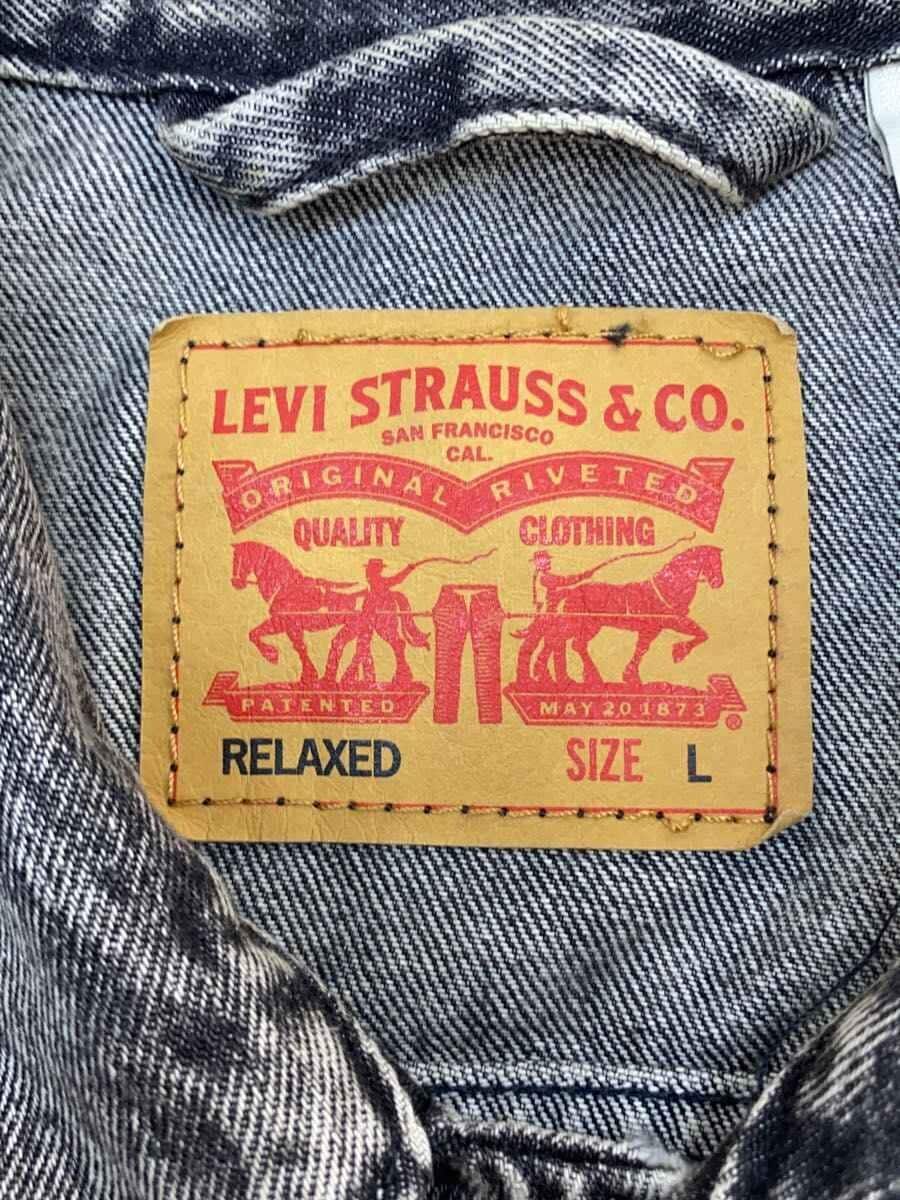 LEVI STRAUSS & CO.
SAN FRANCISCO
CAL.
ORIGINAL RIVETED
QUALITY CLOTHING
PATENTED MAY 20 1873 ®
RELAXED SIZE L